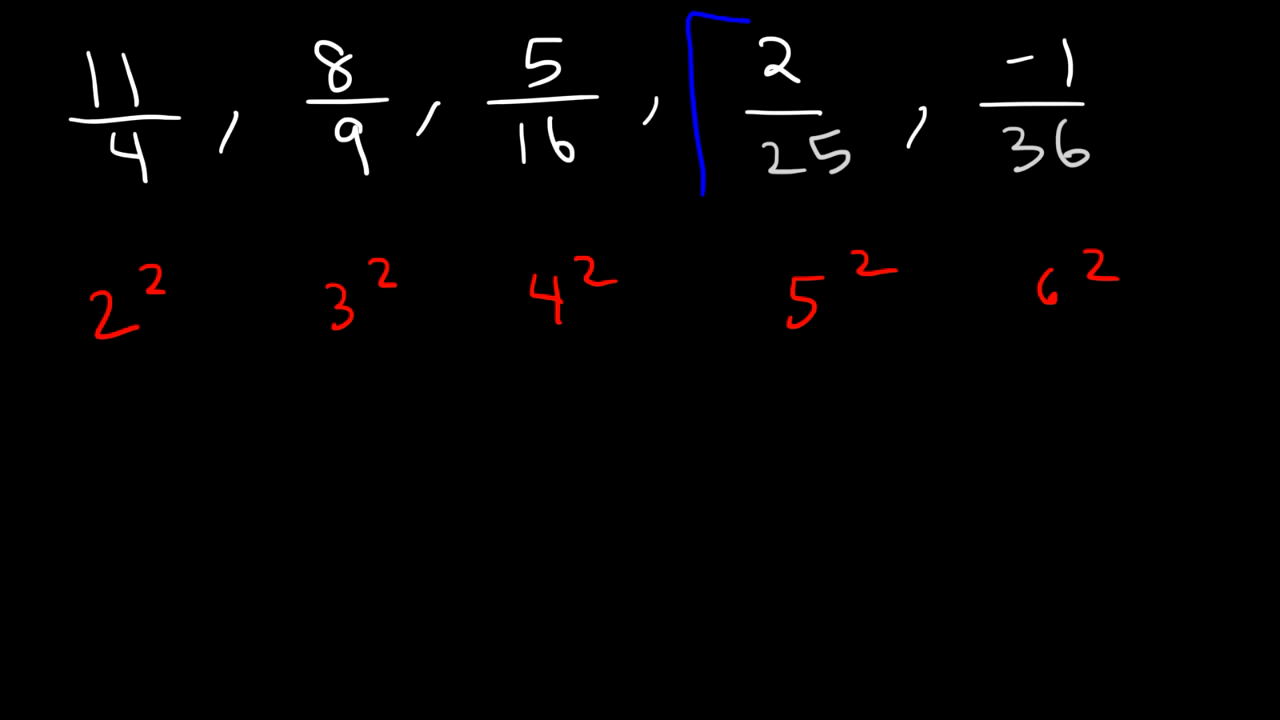 11/4 , 8/9 , 5/16 , 2/25 , -1/36
2² 3² 4² 5² 6²